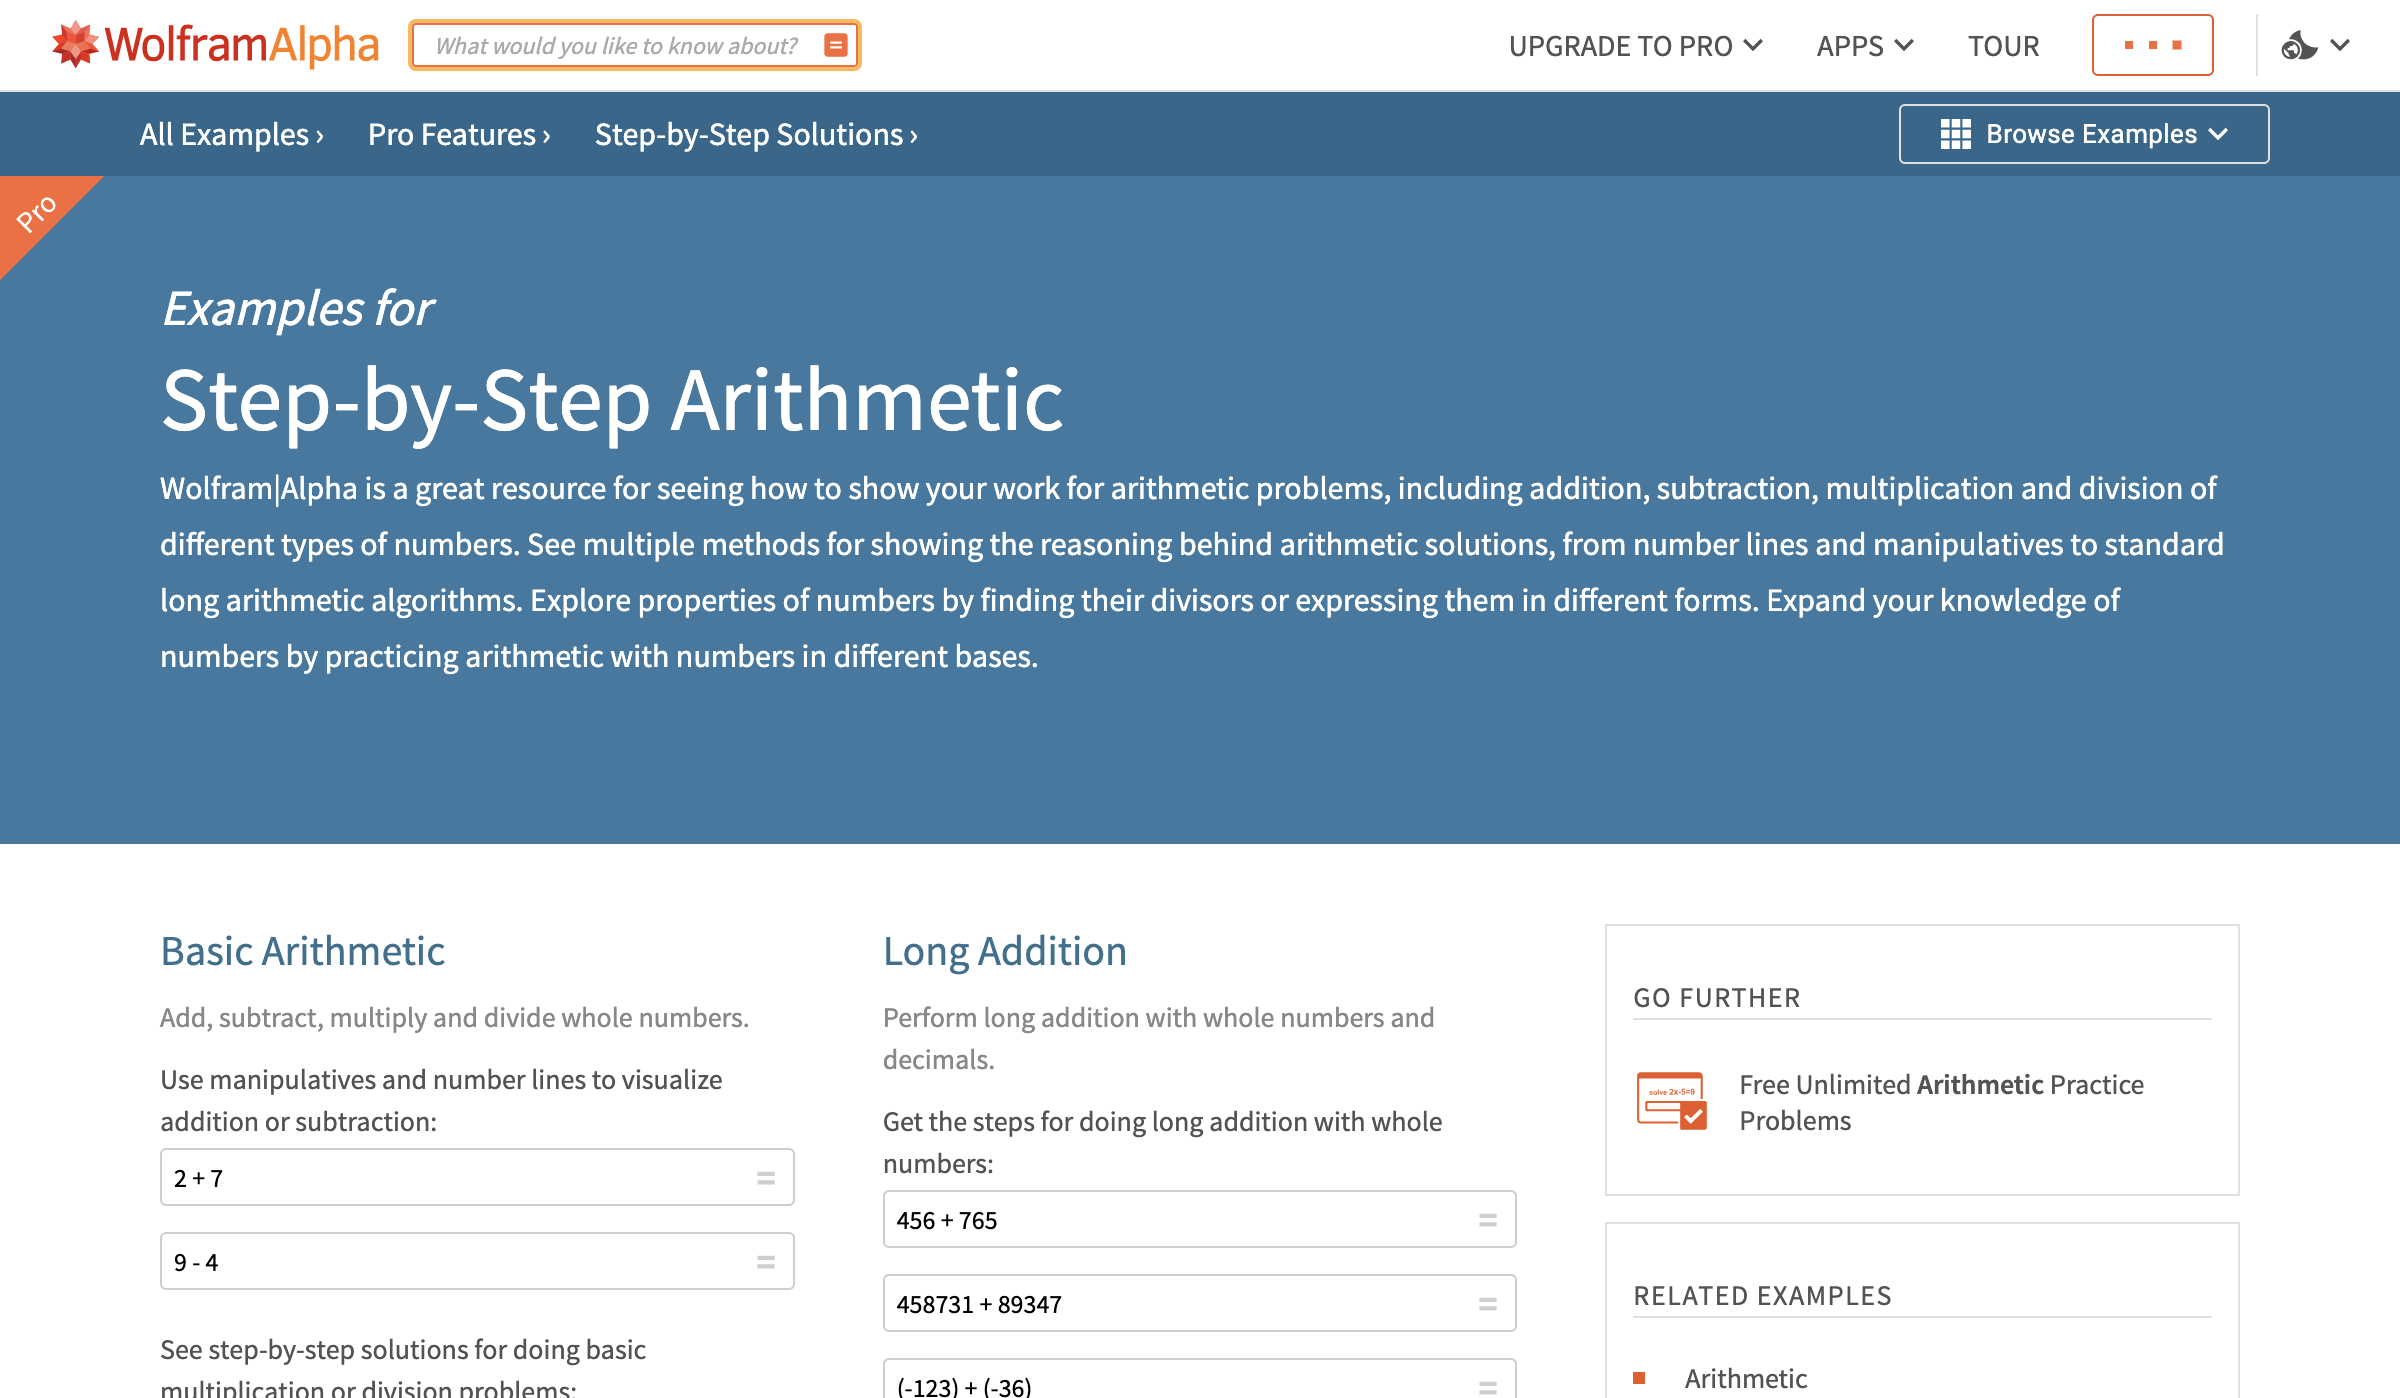 WolframAlpha
What would you like to know about?
UPGRADE TO PRO
APPS
TOUR
All Examples ›
Pro Features ›
Step-by-Step Solutions ›
Browse Examples
Pro
Examples for
Step-by-Step Arithmetic
Wolfram|Alpha is a great resource for seeing how to show your work for arithmetic problems, including addition, subtraction, multiplication and division of
different types of numbers. See multiple methods for showing the reasoning behind arithmetic solutions, from number lines and manipulatives to standard
long arithmetic algorithms. Explore properties of numbers by finding their divisors or expressing them in different forms. Expand your knowledge of
numbers by practicing arithmetic with numbers in different bases.
Basic Arithmetic
Add, subtract, multiply and divide whole numbers.
Use manipulatives and number lines to visualize
addition or subtraction:
2 + 7
=
9 - 4
=
See step-by-step solutions for doing basic
multiplication or division problems:
Long Addition
Perform long addition with whole numbers and
decimals.
Get the steps for doing long addition with whole
numbers:
456 + 765
=
458731 + 89347
=
(-123) + (-36)
=
GO FURTHER
solve 2x-5=9
Free Unlimited Arithmetic Practice
Problems
RELATED EXAMPLES
Arithmetic